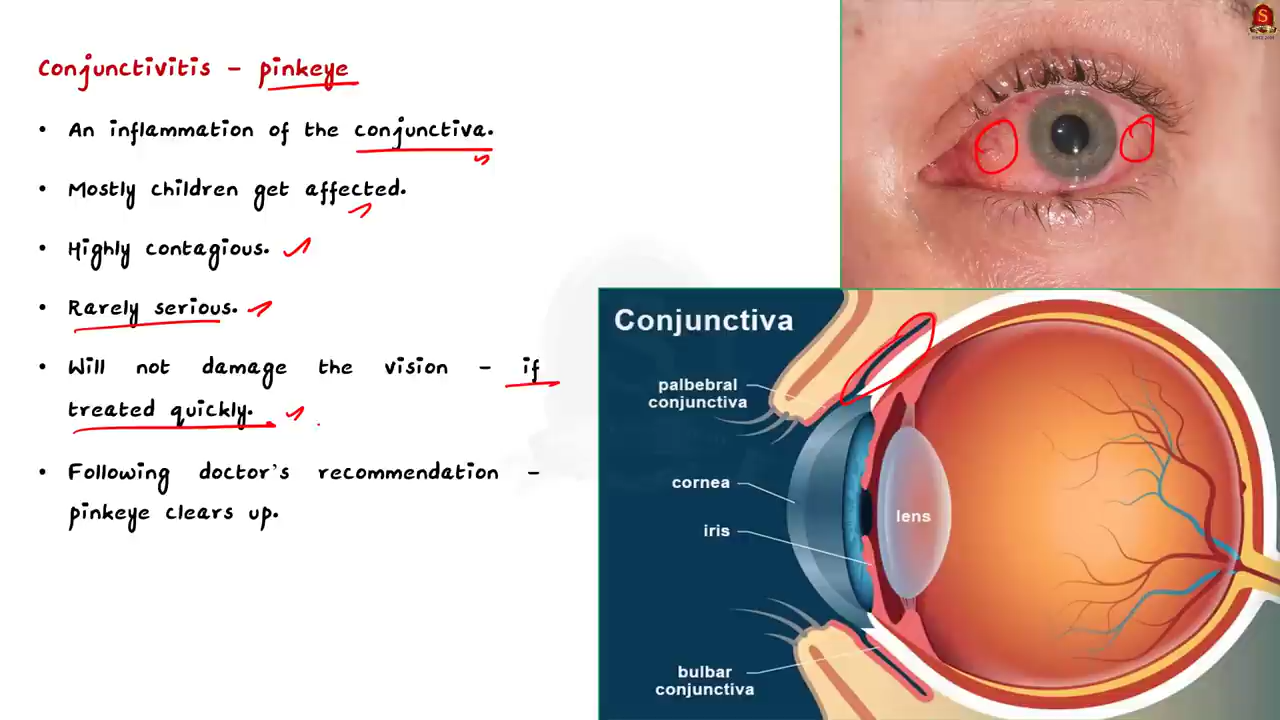 Conjunctivitis – pinkeye
• An inflammation of the conjunctiva.
• Mostly children get affected.
• Highly contagious.
• Rarely serious.
• Will not damage the vision – if
treated quickly.
• Following doctor's recommendation –
pinkeye clears up.
S
Conjunctiva
palbebral
conjunctiva
cornea
iris
lens
bulbar
conjunctiva